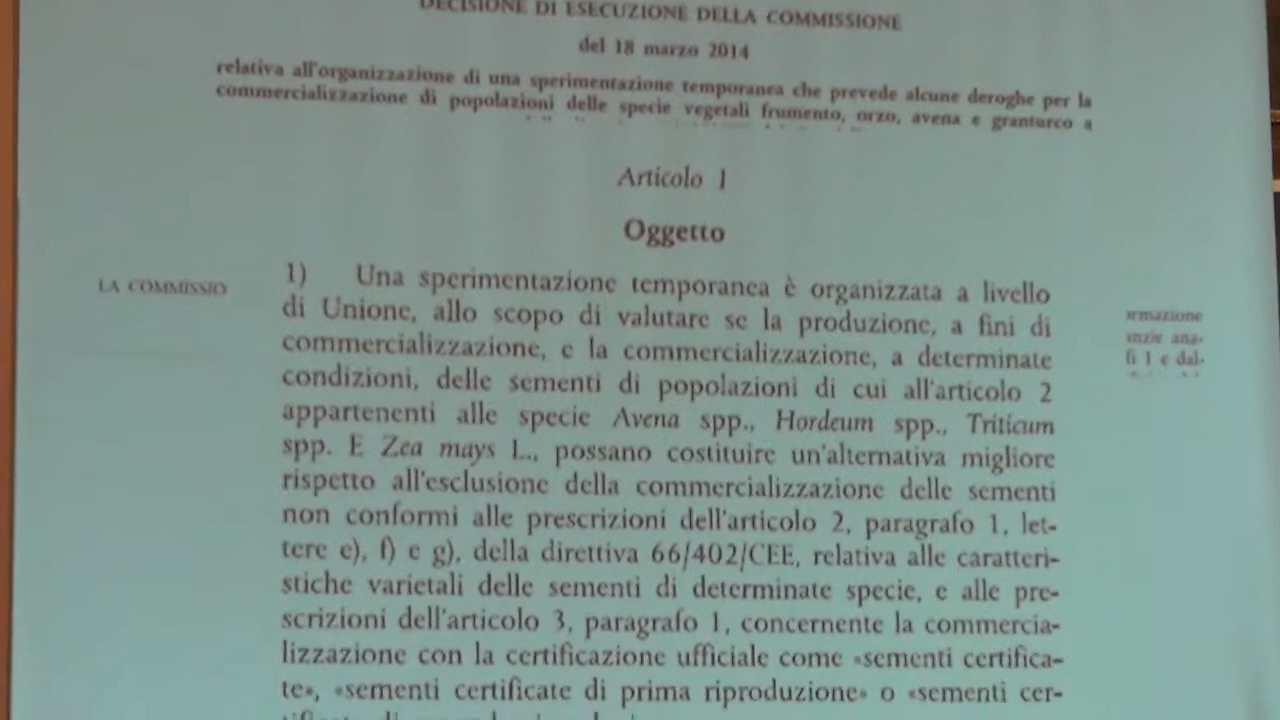 DECISIONE DI ESECUZIONE DELLA COMMISSIONE
del 18 marzo 2014
relativa all'organizzazione di una sperimentazione temporanea che prevede alcune deroghe per la
commercializzazione di popolazioni delle specie vegetali frumento, orzo, avena e granturco a
Articolo 1
Oggetto
LA COMMISSIO
1) Una sperimentazione temporanea è organizzata a livello
di Unione, allo scopo di valutare se la produzione, a fini di
commercializzazione, e la commercializzazione, a determinate
condizioni, delle sementi di popolazioni di cui all'articolo 2
appartenenti alle specie Avena spp., Hordeum spp., Triticum
spp. E Zea mays L., possano costituire un'alternativa migliore
rispetto all'esclusione della commercializzazione delle sementi
non conformi alle prescrizioni dell'articolo 2, paragrafo 1, let-
tere e), f) e g), della direttiva 66/402/CEE, relativa alle caratteri-
stiche varietali delle sementi di determinate specie, e alle pre-
scrizioni dell'articolo 3, paragrafo 1, concernente la commercia-
lizzazione con la certificazione ufficiale come «sementi certifica-
te», «sementi certificate di prima riproduzione» o «sementi cer-
rmazione
ana-
fi 1 e dal-